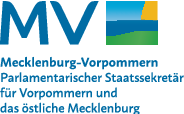 MV
Mecklenburg-Vorpommern
Parlamentarischer Staatssekretär
für Vorpommern und
das östliche Mecklenburg